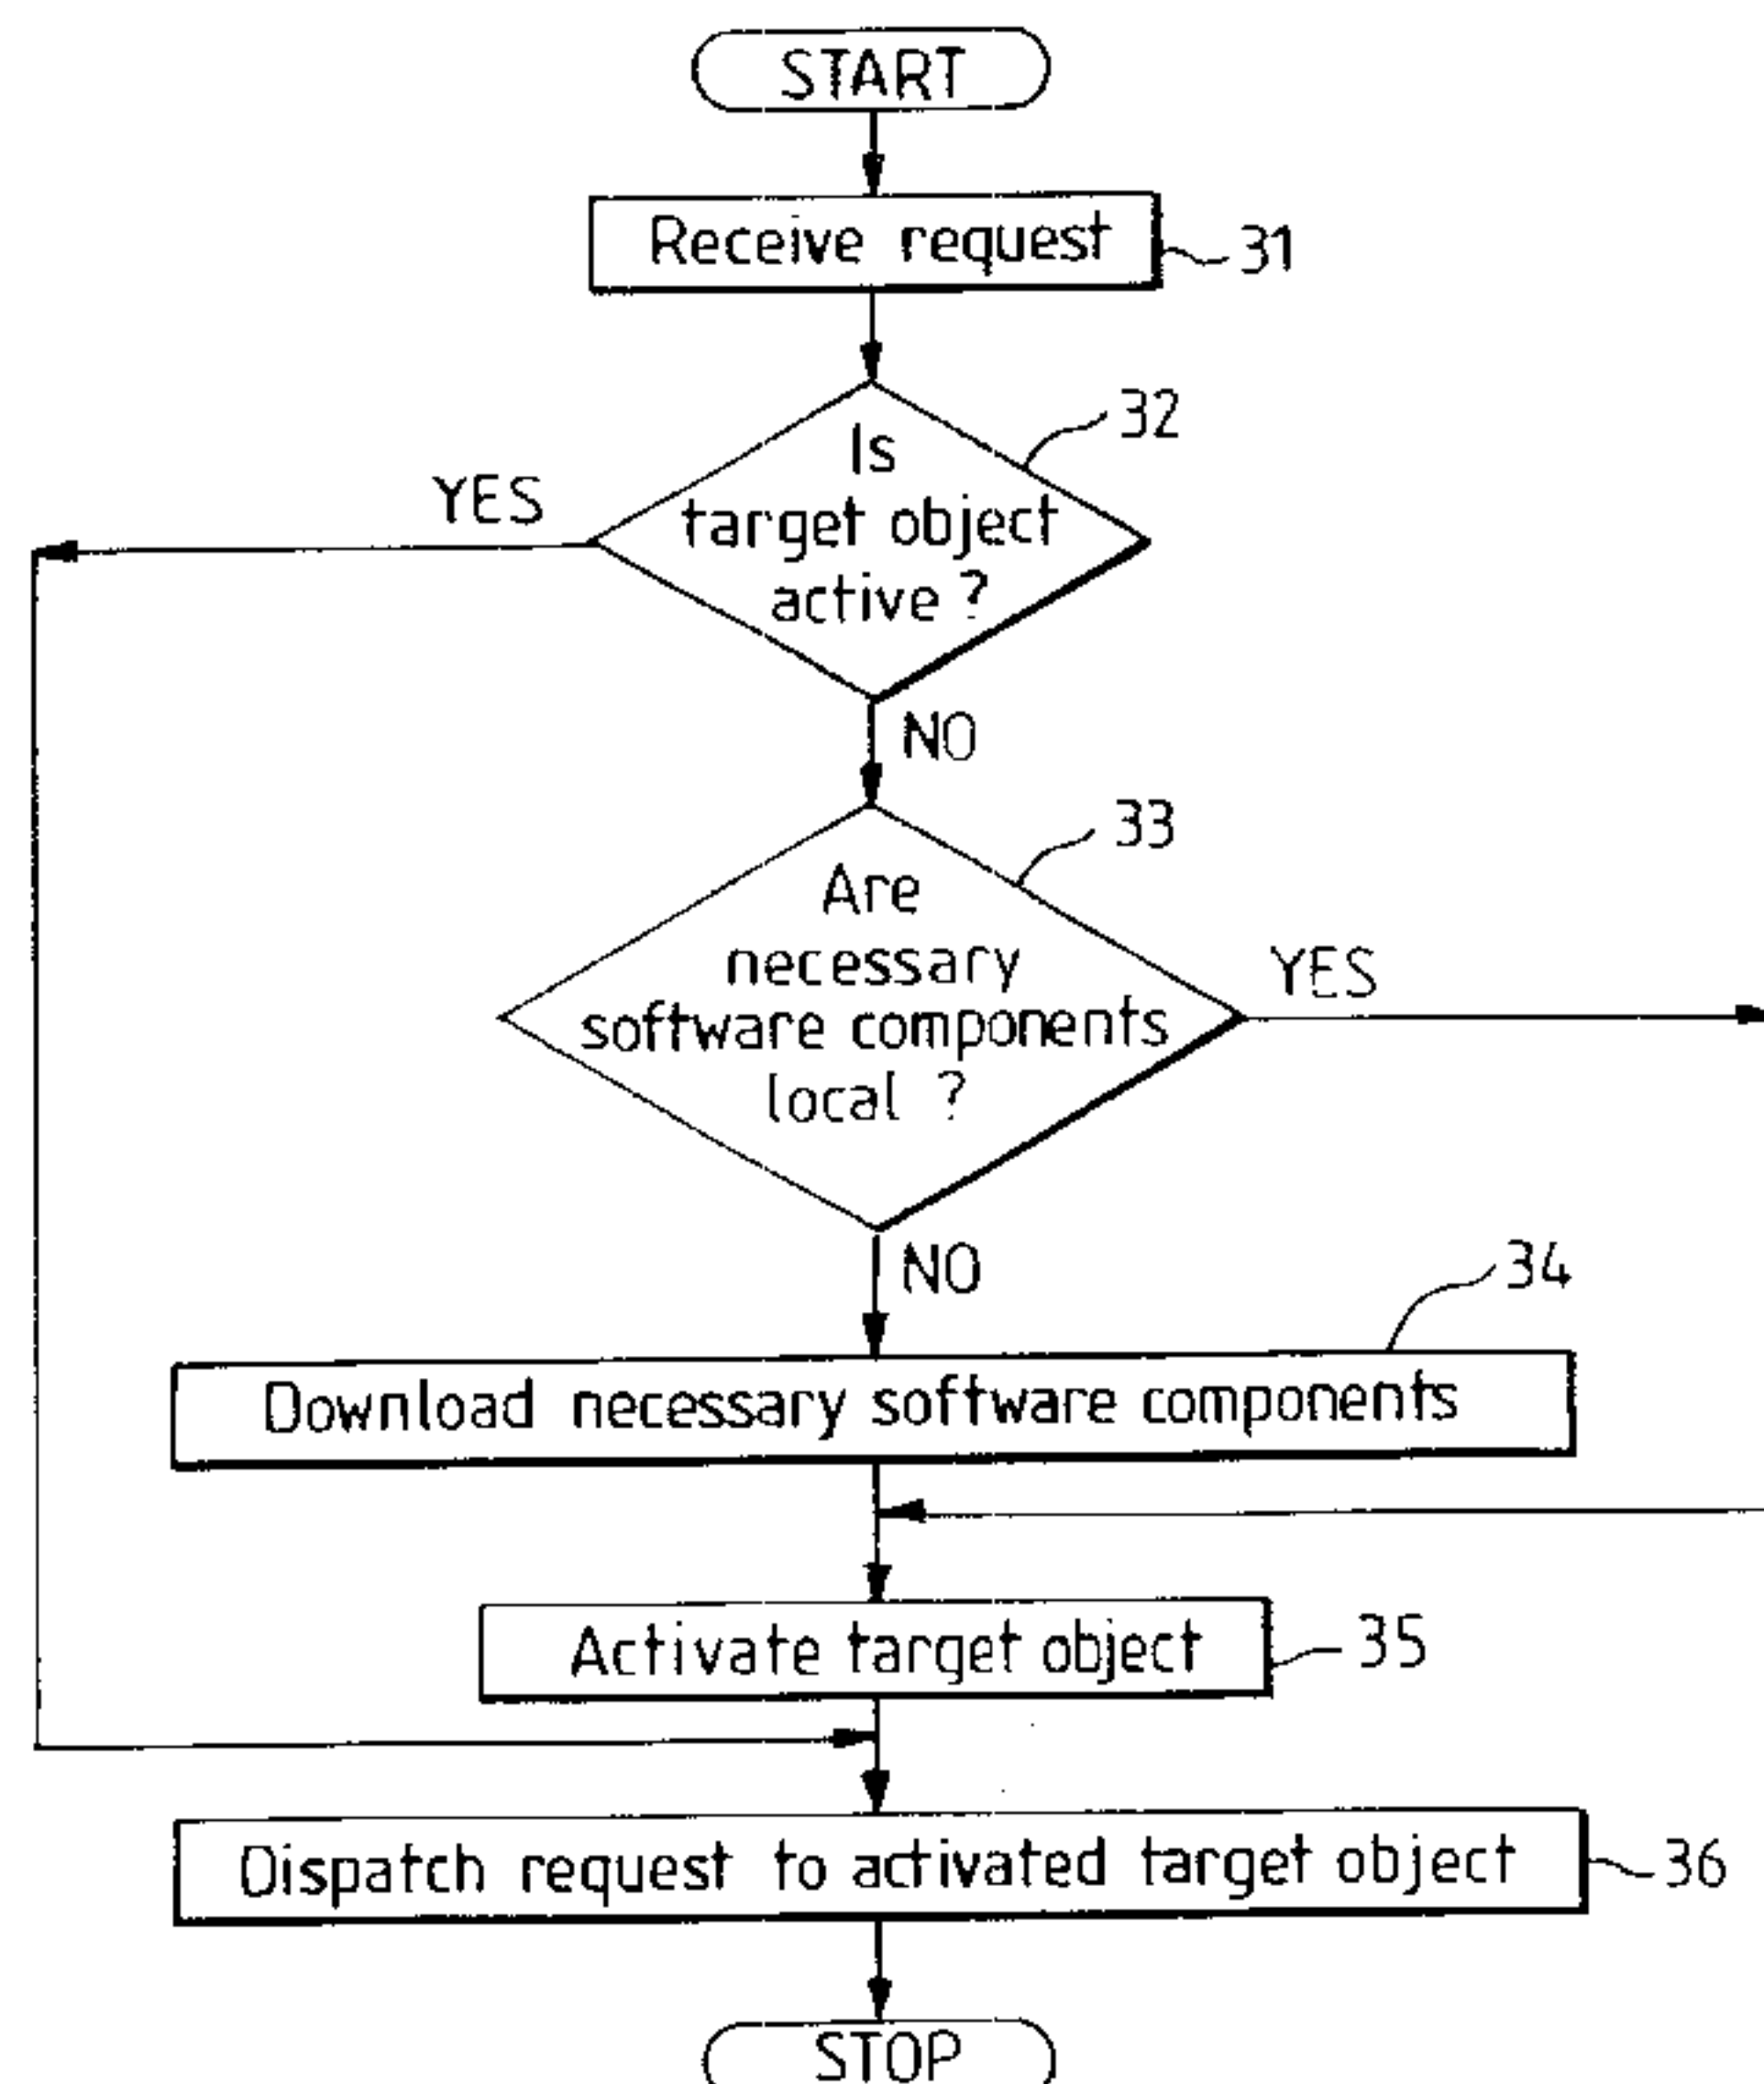 START
Receive request
31
32
Is
target object
active ?
YES
NO
33
Are
necessary
software components
local ?
YES
NO
34
Download necessary software components
Activate target object
35
Dispatch request to activated target object
36
STOP